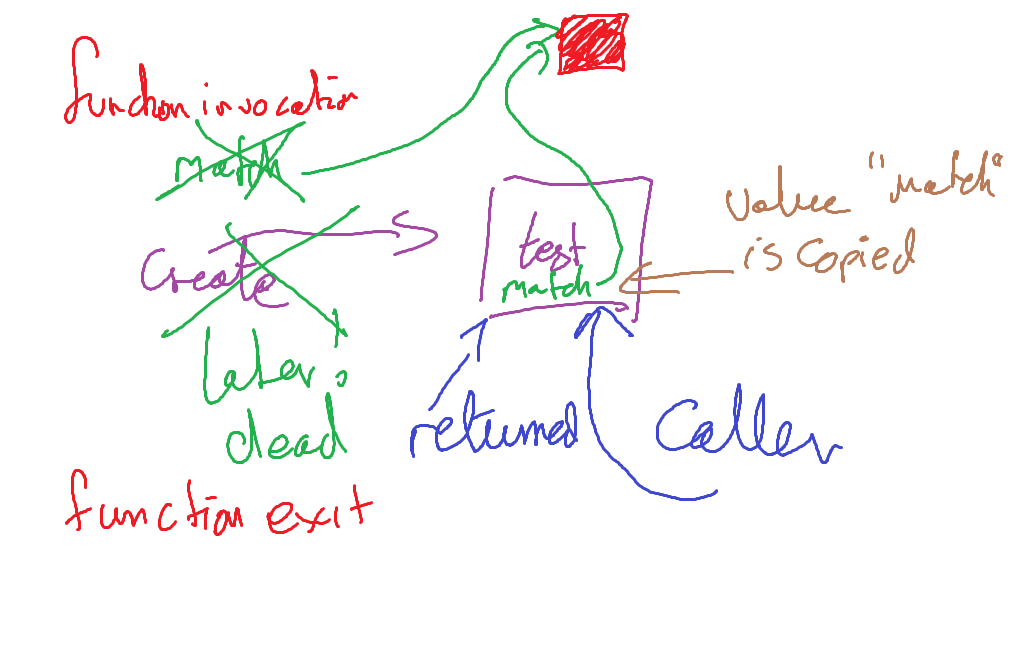 function invocation
match
create
test
match
value "match"
is copied
later:
dead
returned
Caller
function exit